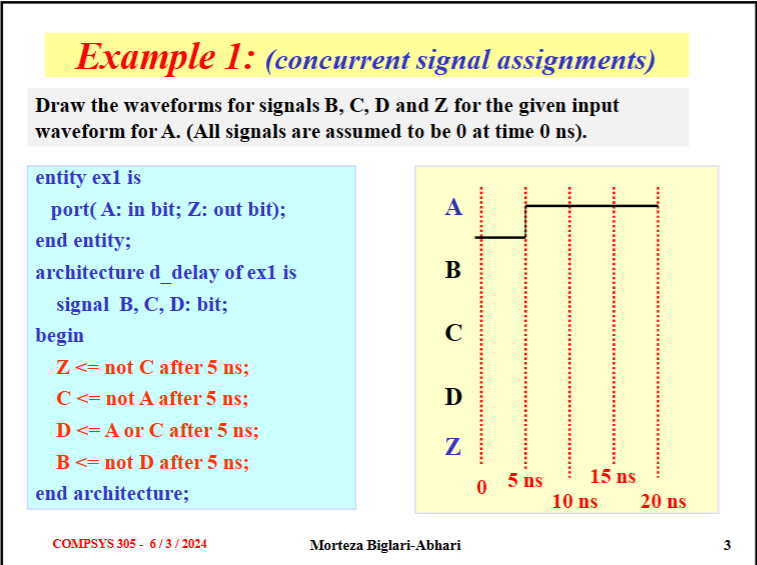 Example 1: (concurrent signal assignments)
Draw the waveforms for signals B, C, D and Z for the given input
waveform for A. (All signals are assumed to be 0 at time 0 ns).
entity ex1 is
port( A: in bit; Z: out bit);
end entity;
architecture d_delay of ex1 is
signal B, C, D: bit;
begin
Z <= not C after 5 ns;
C <= not A after 5 ns;
D <= A or C after 5 ns;
B <= not D after 5 ns;
end architecture;
A
B
C
D
Z
0 5 ns 10 ns 15 ns 20 ns
COMPSYS 305 - 6 / 3 / 2024 Morteza Biglari-Abhari 3